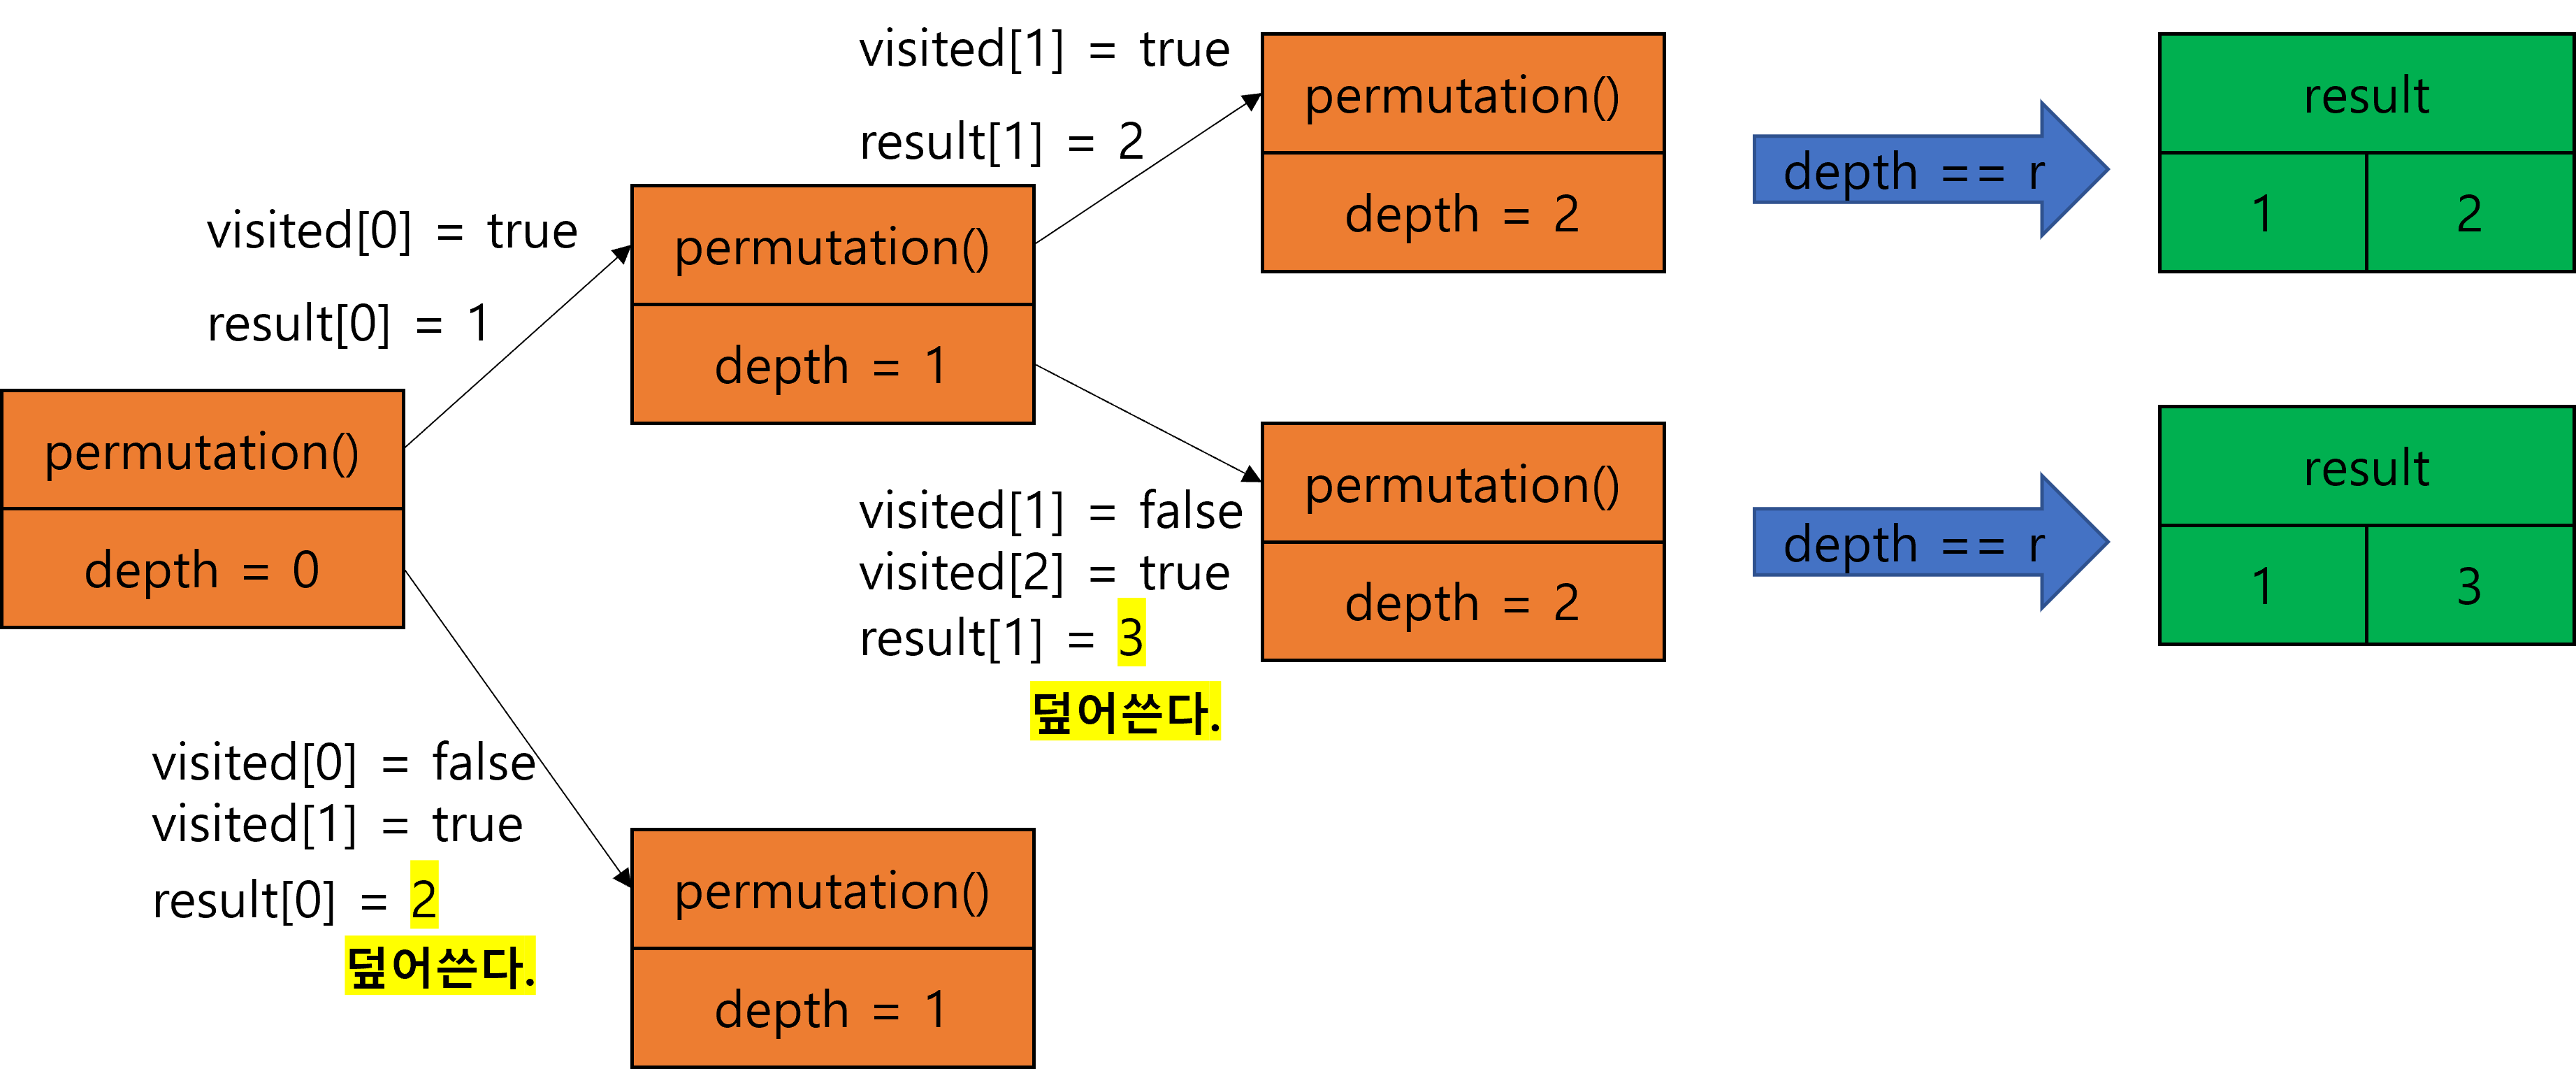 visited[1] = true
result[1] = 2
permutation()
depth = 2
depth == r
result
1 2
visited[0] = true
result[0] = 1
permutation()
depth = 1
permutation()
depth = 0
visited[1] = false
visited[2] = true
result[1] = 3
덮어쓴다.
permutation()
depth = 2
depth == r
result
1 3
visited[0] = false
visited[1] = true
result[0] = 2
덮어쓴다.
permutation()
depth = 1